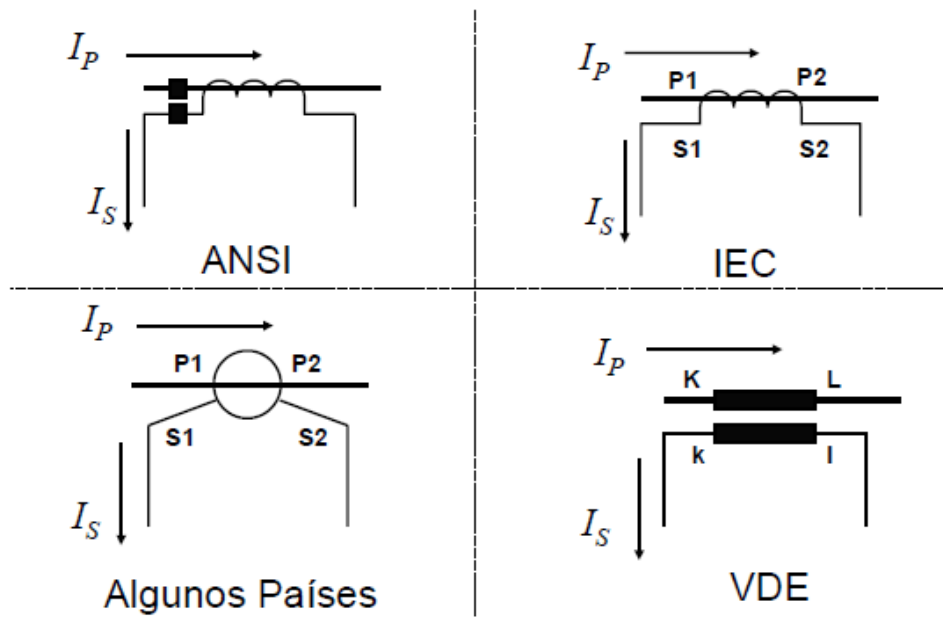 I_P
I_S
ANSI
I_P
P1 P2
S1 S2
I_S
IEC
I_P
P1 P2
S1 S2
I_S
Algunos Países
I_P
K L
k l
I_S
VDE